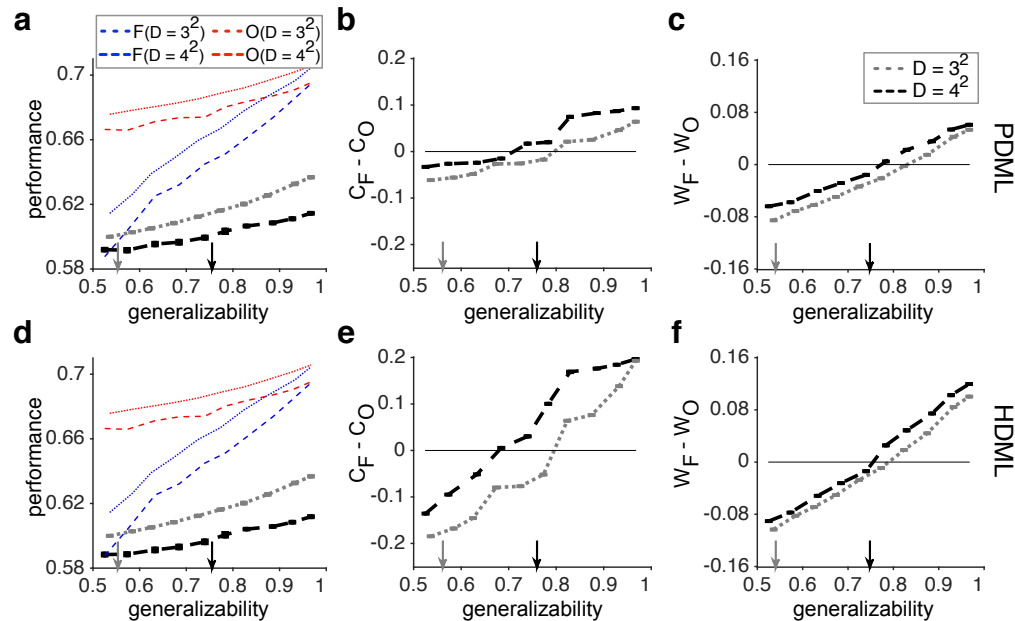 a
F(D = 3²) O(D = 3²)
F(D = 4²) O(D = 4²)
performance
0.7
0.66
0.62
0.58
0.5 0.6 0.7 0.8 0.9 1
generalizability
b
C_F - C_O
0.2
0.1
0
-0.1
-0.2
0.5 0.6 0.7 0.8 0.9 1
generalizability
c
D = 3²
D = 4²
W_F - W_O
0.16
0.08
0
-0.08
-0.16
0.5 0.6 0.7 0.8 0.9 1
generalizability
PDML
d
performance
0.7
0.66
0.62
0.58
0.5 0.6 0.7 0.8 0.9 1
generalizability
e
C_F - C_O
0.2
0.1
0
-0.1
-0.2
0.5 0.6 0.7 0.8 0.9 1
generalizability
f
W_F - W_O
0.16
0.08
0
-0.08
-0.16
0.5 0.6 0.7 0.8 0.9 1
generalizability
HDML